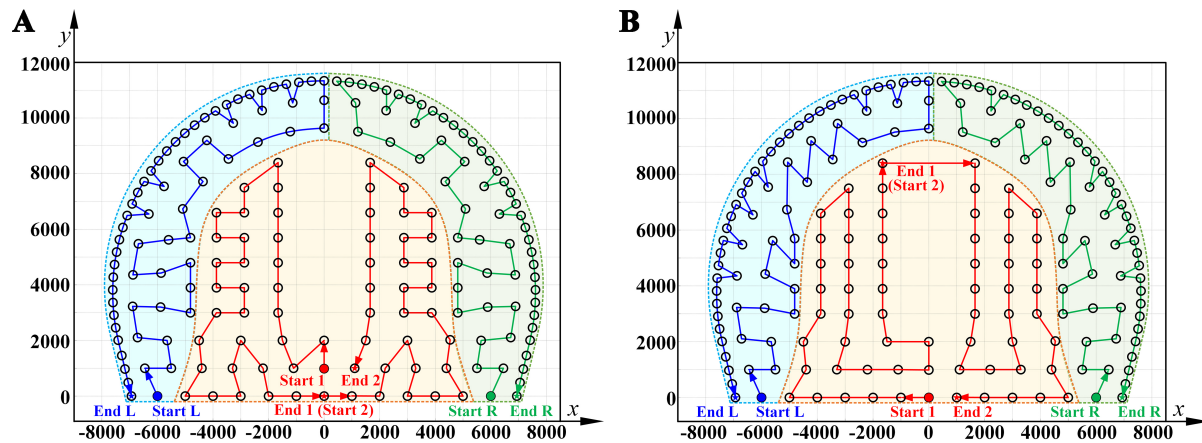 A
y
12000
10000
8000
6000
4000
2000
0
Start 1
End 2
End L
Start L
End 1 (Start 2)
Start R
End R
x
-8000 -6000 -4000 -2000 0 2000 4000 6000 8000
B
y
12000
10000
8000
6000
4000
2000
0
End 1
(Start 2)
End L
Start L
Start 1
End 2
Start R
End R
x
-8000 -6000 -4000 -2000 0 2000 4000 6000 8000